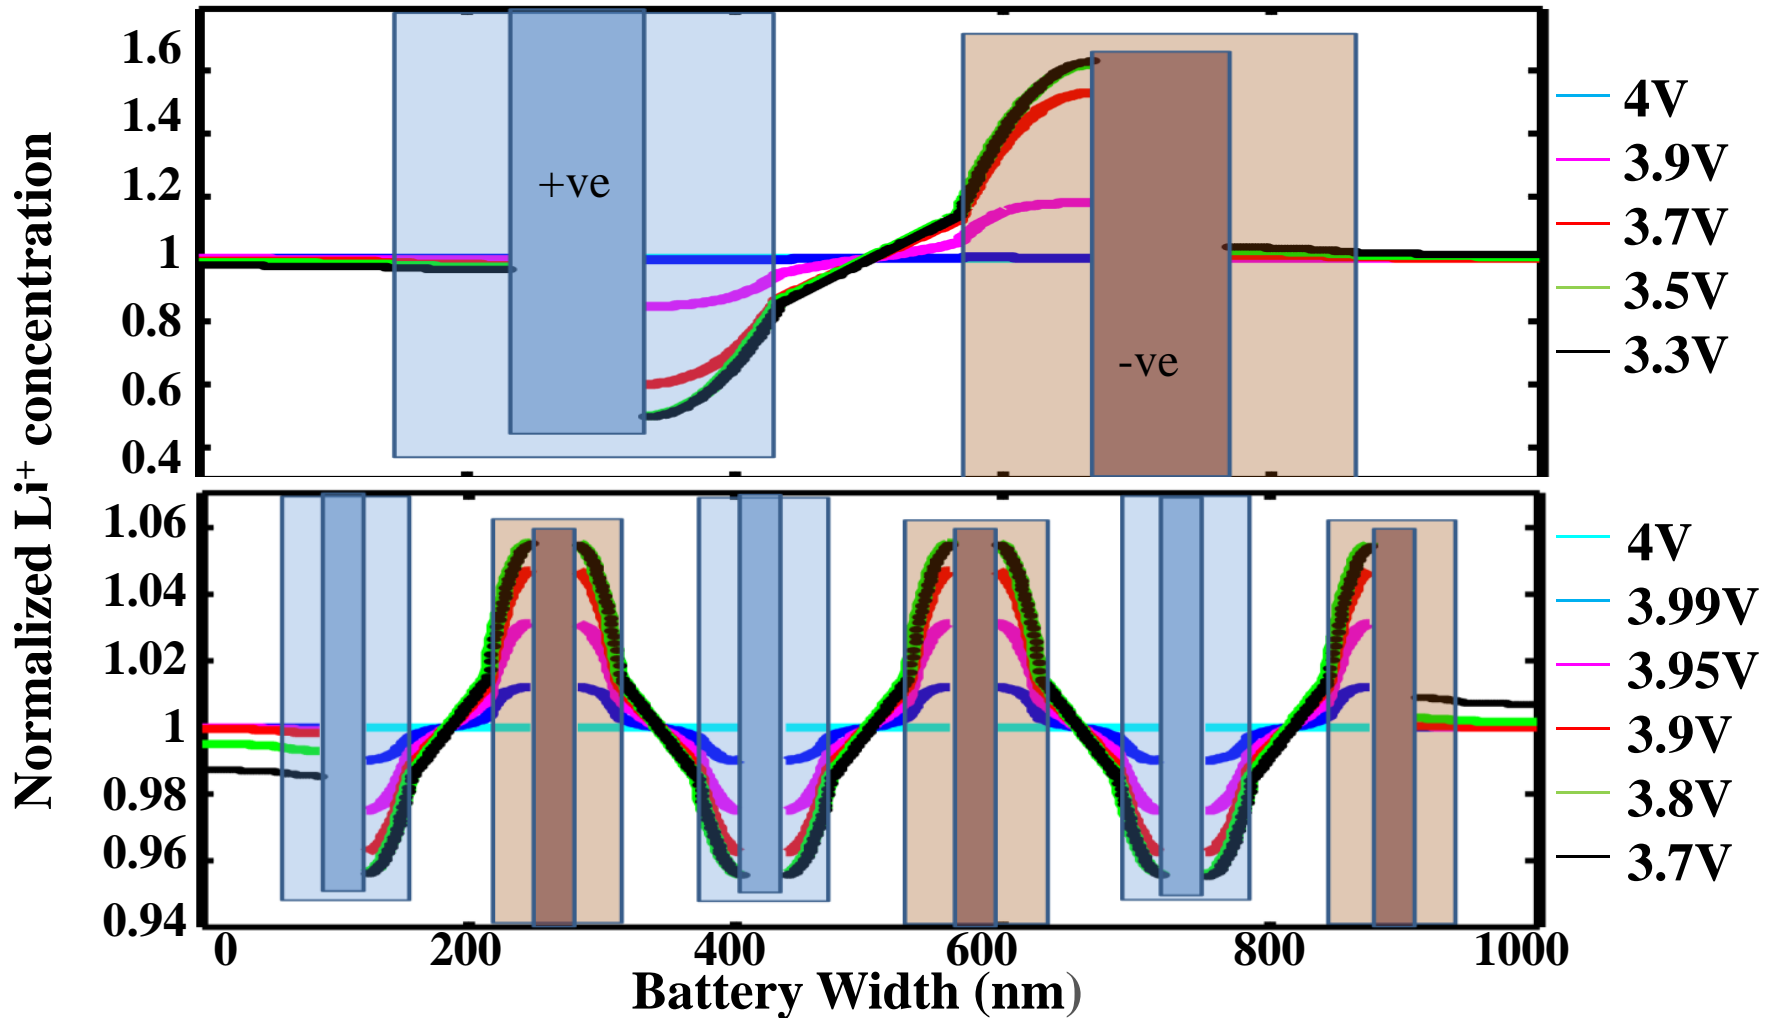 Normalized Li+ concentration
1.6
1.4
1.2
1
0.8
0.6
0.4
+ve
-ve
4V
3.9V
3.7V
3.5V
3.3V
1.06
1.04
1.02
1
0.98
0.96
0.94
4V
3.99V
3.95V
3.9V
3.8V
3.7V
0 200 400 600 800 1000
Battery Width (nm)